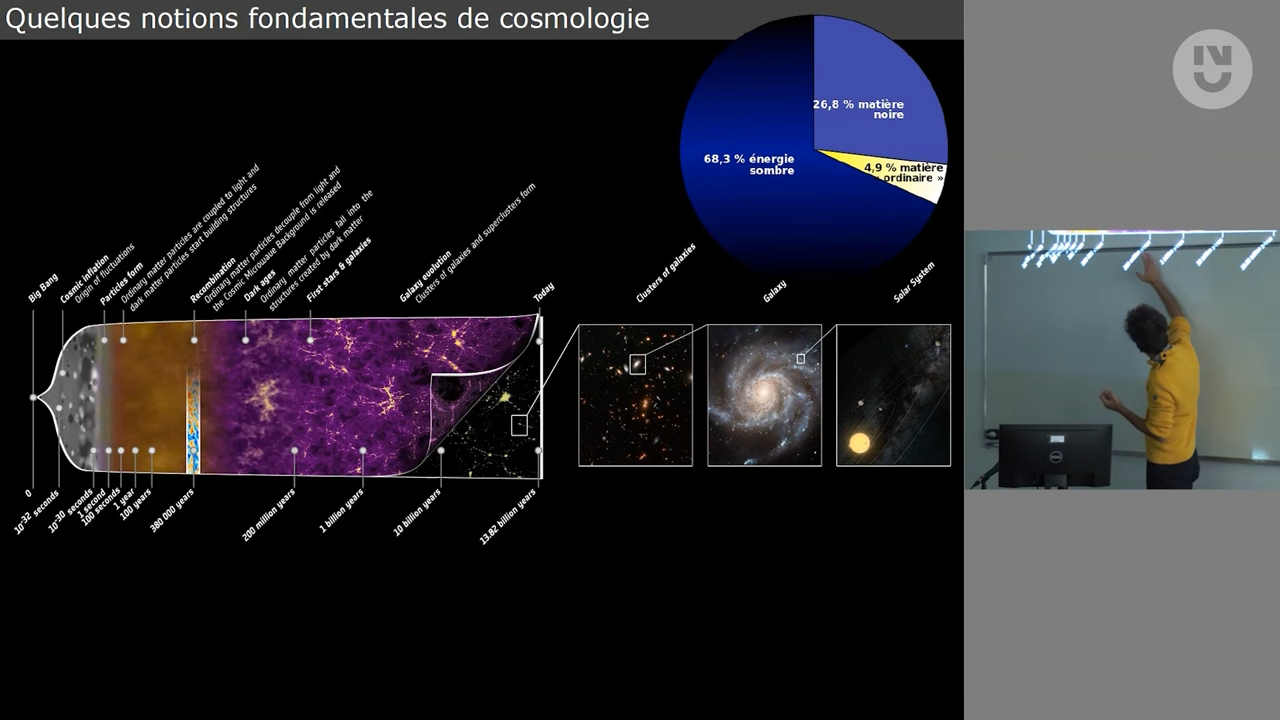 Quelques notions fondamentales de cosmologie
26,8 % matière
noire
68,3 % énergie
sombre
4,9 % matière
« ordinaire »
Big Bang
Cosmic inflation
Origin of fluctuations
Particles form
Ordinary matter particles are coupled to light and
dark matter particles start building structures
Recombination
Ordinary matter particles decouple from light and
the Cosmic Microwave Background is released
Dark ages
Ordinary matter particles fall into the
structures created by dark matter
First stars & galaxies
Galaxy evolution
Clusters of galaxies and superclusters form
Today
Clusters of galaxies
Galaxy
Solar System
0
10⁻³² seconds
10⁻³⁰ seconds
1 second
100 seconds
1 year
100 years
380 000 years
200 million years
1 billion years
10 billion years
13.82 billion years
DELL